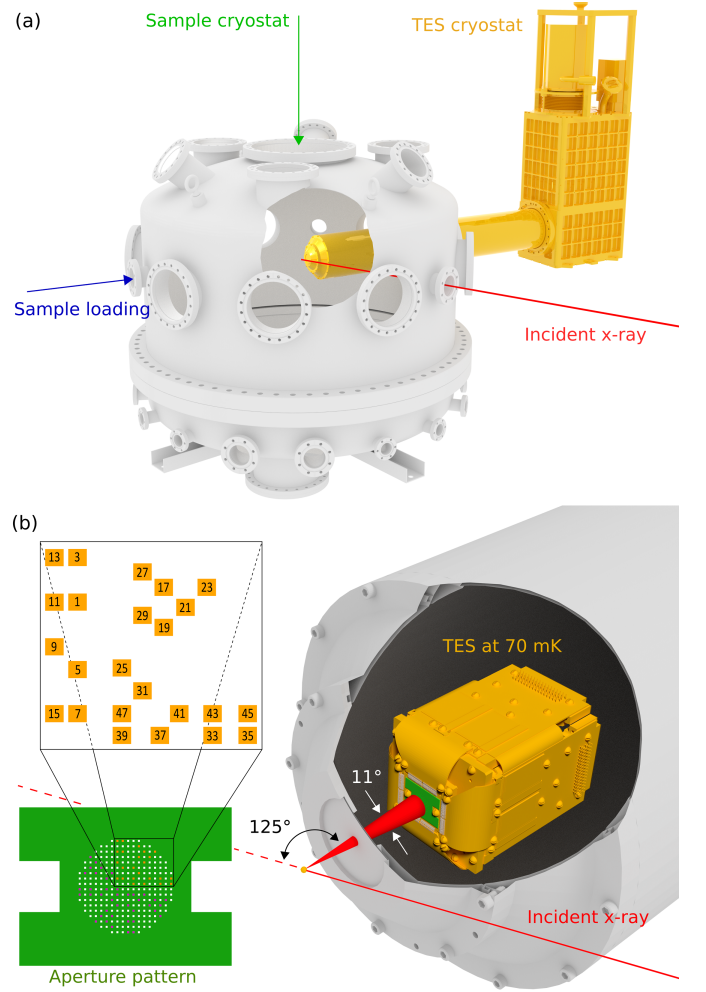 (a)
Sample cryostat
TES cryostat
Sample loading
Incident x-ray
(b)
13 3
27
17 23
11 1
21
29
19
9
5 25
31
15 7 47 41 43 45
39 37 33 35
TES at 70 mK
11°
125°
Incident x-ray
Aperture pattern